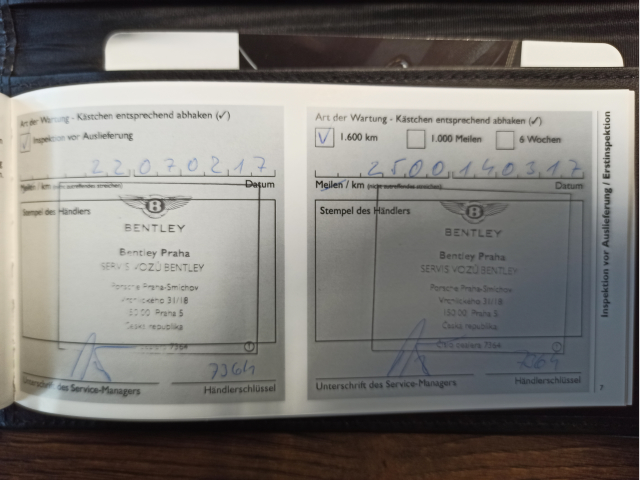 Art der Wartung - Kästchen entsprechend abhaken (✓)
✓ Inspektion vor Auslieferung
2 2 0 7 0 2 1 7
Meilen / km (nicht zutreffendes streichen) Datum
Stempel des Händlers
B
BENTLEY
Bentley Praha
SERVIS VOZŮ BENTLEY
Porsche Praha-Smíchov
Vrchlického 31/18
152 00 Praha 5
Česká republika
7364
7364
Unterschrift des Service-Managers Händlerschlüssel
Art der Wartung - Kästchen entsprechend abhaken (✓)
V 1.600 km 1.000 Meilen 6 Wochen
2 5 0 0 1 4 0 3 1 7
Meilen / km (nicht zutreffendes streichen) Datum
Stempel des Händlers
B
BENTLEY
Bentley Praha
SERVIS VOZŮ BENTLEY
Porsche Praha-Smíchov
Vrchlického 31/18
152 00 Praha 5
Česká republika
7364
7364
Unterschrift des Service-Managers Händlerschlüssel
Inspektion vor Auslieferung / Erstinspektion
7